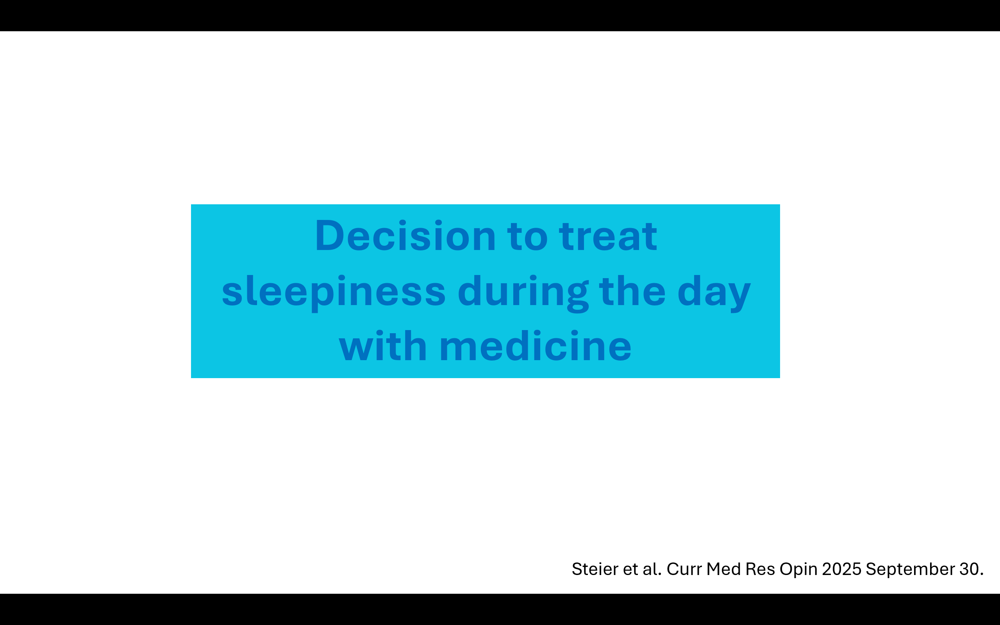 Decision to treat
sleepiness during the day
with medicine
Steier et al. Curr Med Res Opin 2025 September 30.